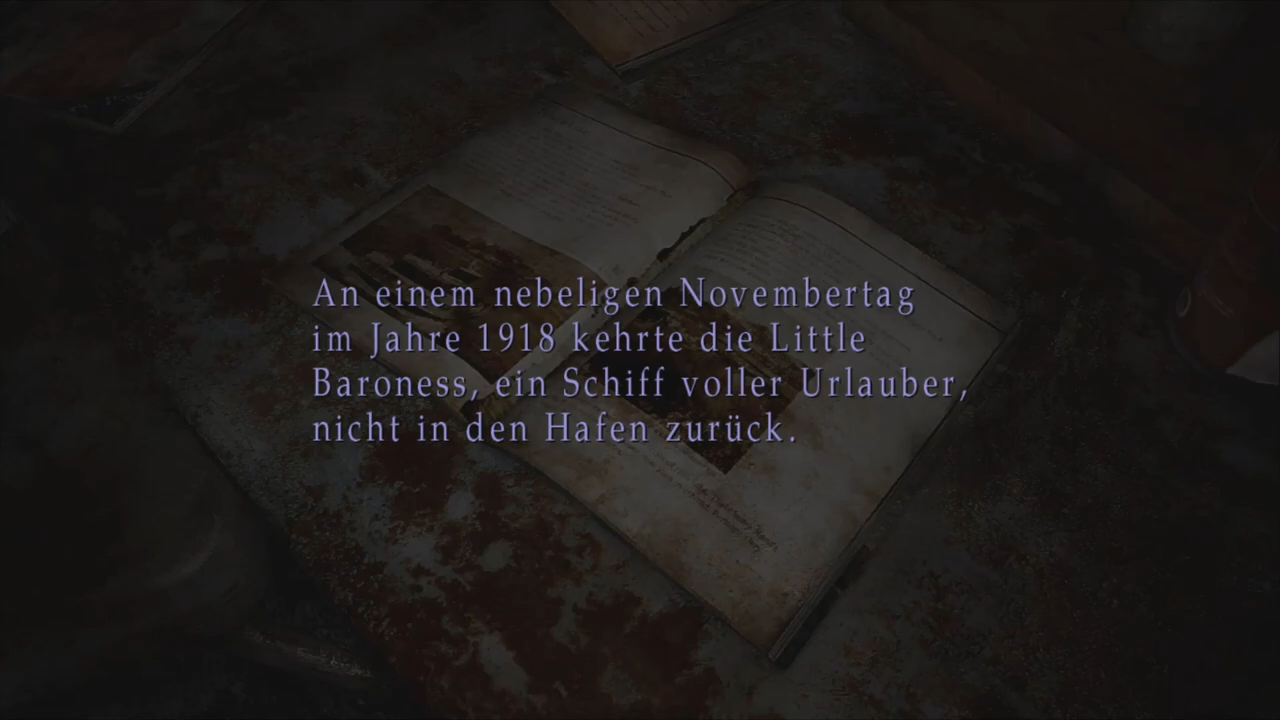 An einem nebeligen Novembertag
im Jahre 1918 kehrte die Little
Baroness, ein Schiff voller Urlauber,
nicht in den Hafen zurück.